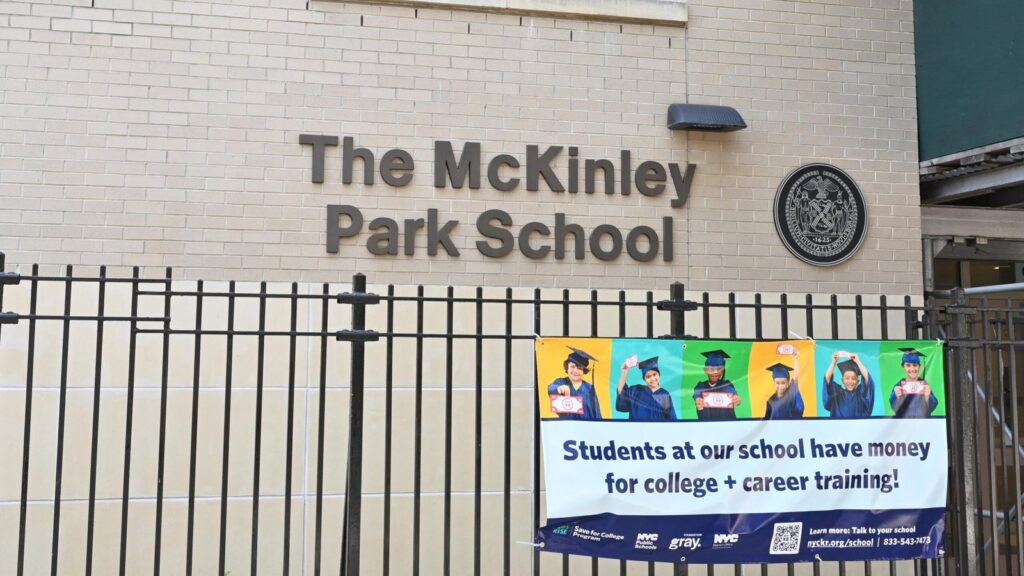 The McKinley
Park School
1625
Students at our school have money
for college + career training!
Save for College
Program
NYC
Public
Schools
gray.
NYC
Learn more: Talk to your school
nyckr.org/school | 833-543-7473